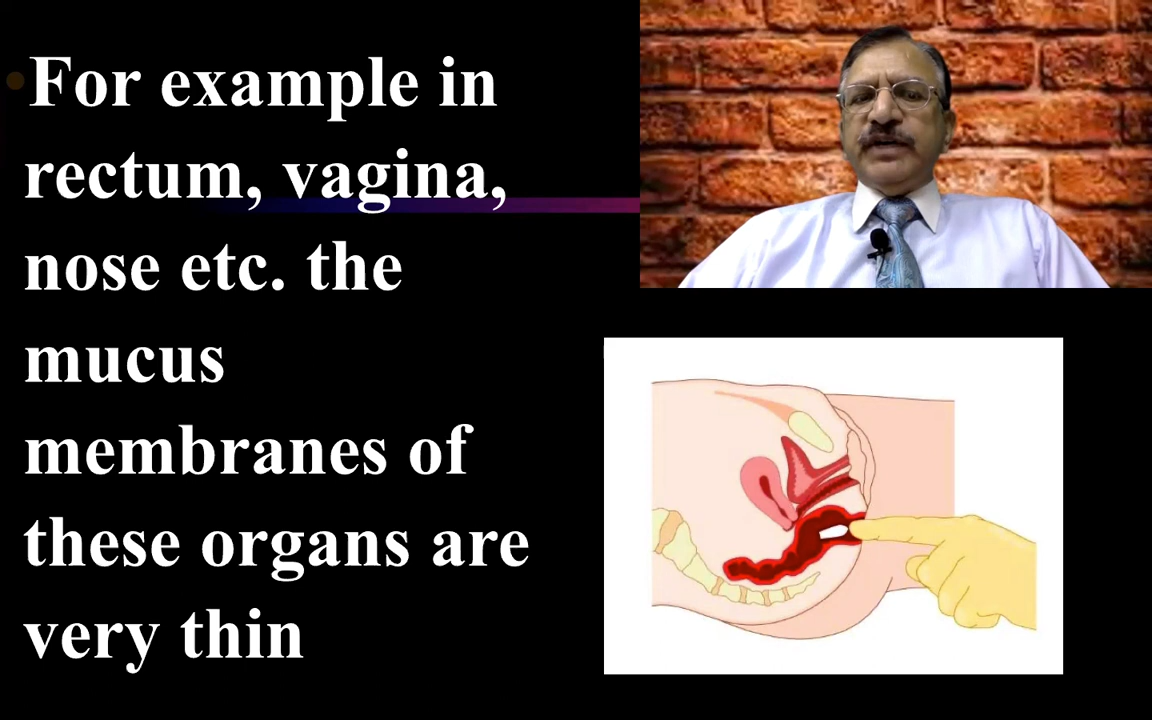 For example in
rectum, vagina,
nose etc. the
mucus
membranes of
these organs are
very thin